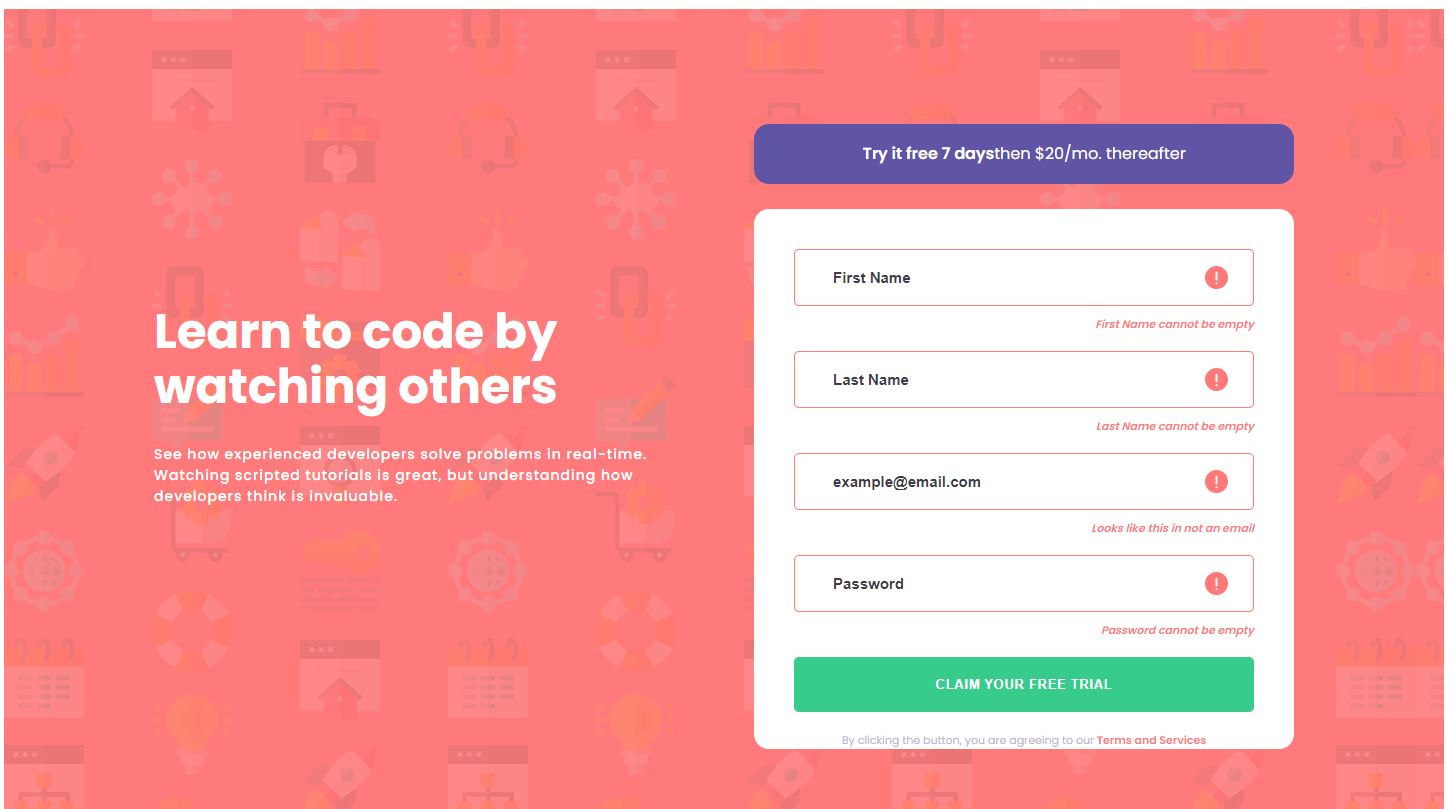 Try it free 7 daysthen $20/mo. thereafter
Learn to code by
watching others
See how experienced developers solve problems in real-time.
Watching scripted tutorials is great, but understanding how
developers think is invaluable.
First Name
First Name cannot be empty
Last Name
Last Name cannot be empty
example@email.com
Looks like this in not an email
Password
Password cannot be empty
CLAIM YOUR FREE TRIAL
By clicking the button, you are agreeing to our Terms and Services